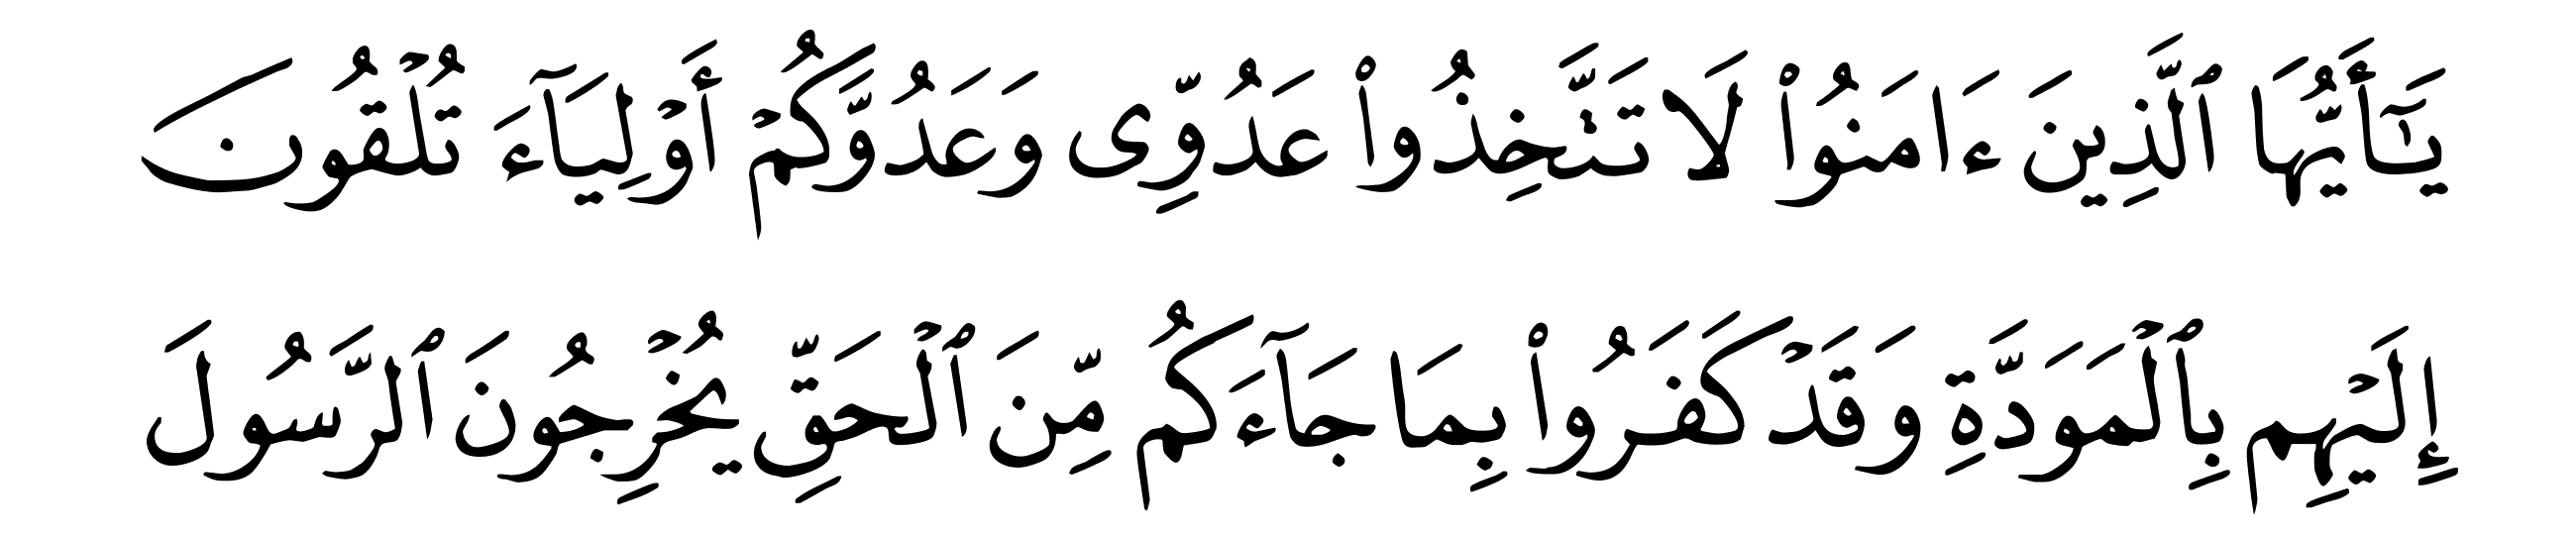 يَـٰٓأَيُّهَا ٱلَّذِينَ ءَامَنُوا۟ لَا تَتَّخِذُوا۟ عَدُوِّى وَعَدُوَّكُمْ أَوْلِيَآءَ تُلْقُونَ
إِلَيْهِم بِٱلْمَوَدَّةِ وَقَدْ كَفَرُوا۟ بِمَا جَآءَكُم مِّنَ ٱلْحَقِّ يُخْرِجُونَ ٱلرَّسُولَ